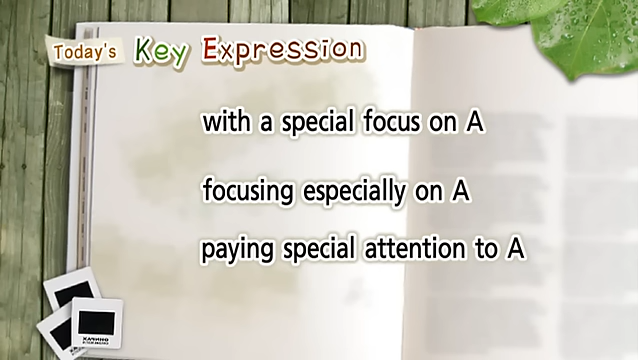 Today's Key Expression
with a special focus on A
focusing especially on A
paying special attention to A